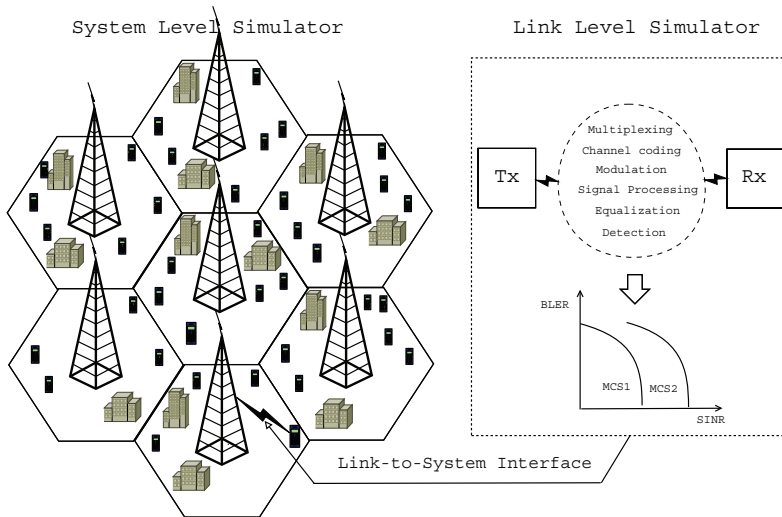 System Level Simulator
Link Level Simulator
Multiplexing
Channel coding
Modulation
Signal Processing
Equalization
Detection
Tx
Rx
BLER
MCS1
MCS2
SINR
Link-to-System Interface